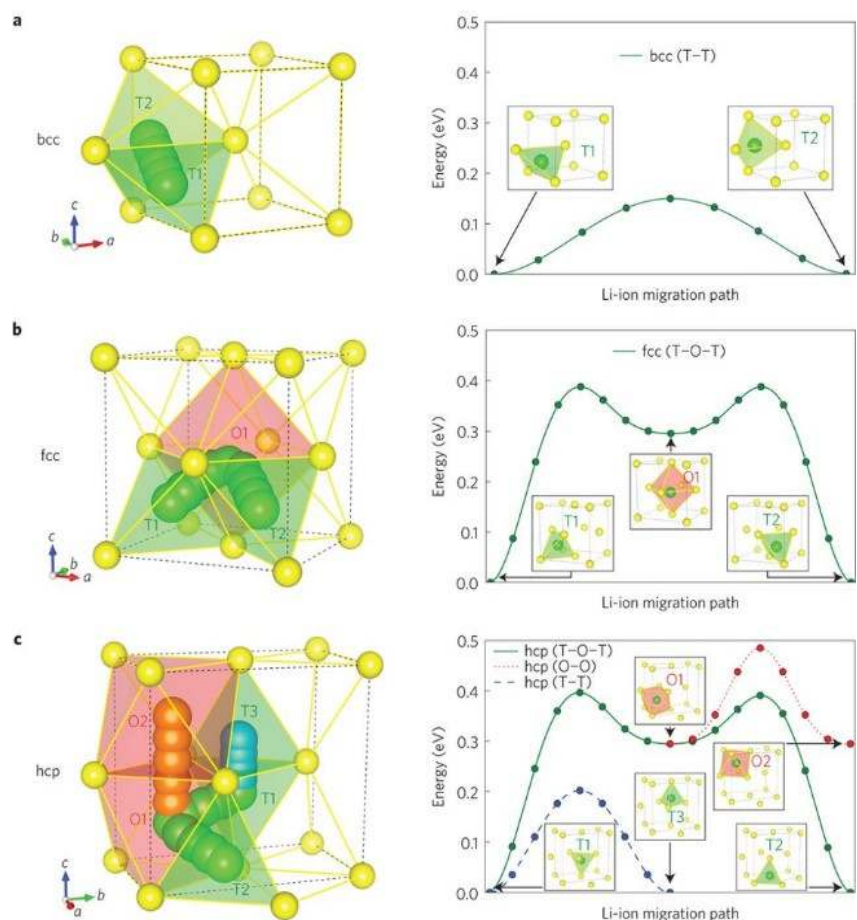 a
bcc
T2
T1
c
b
a
Energy (eV)
0.5
0.4
0.3
0.2
0.1
0.0
bcc (T–T)
T1
T2
Li-ion migration path
b
fcc
O1
T1
T2
c
b
a
Energy (eV)
0.5
0.4
0.3
0.2
0.1
0.0
fcc (T–O–T)
O1
T1
T2
Li-ion migration path
c
hcp
O2
T3
T1
O1
T2
c
b
a
Energy (eV)
0.5
0.4
0.3
0.2
0.1
0.0
hcp (T–O–T)
hcp (O–O)
hcp (T–T)
O1
O2
T3
T1
T2
Li-ion migration path